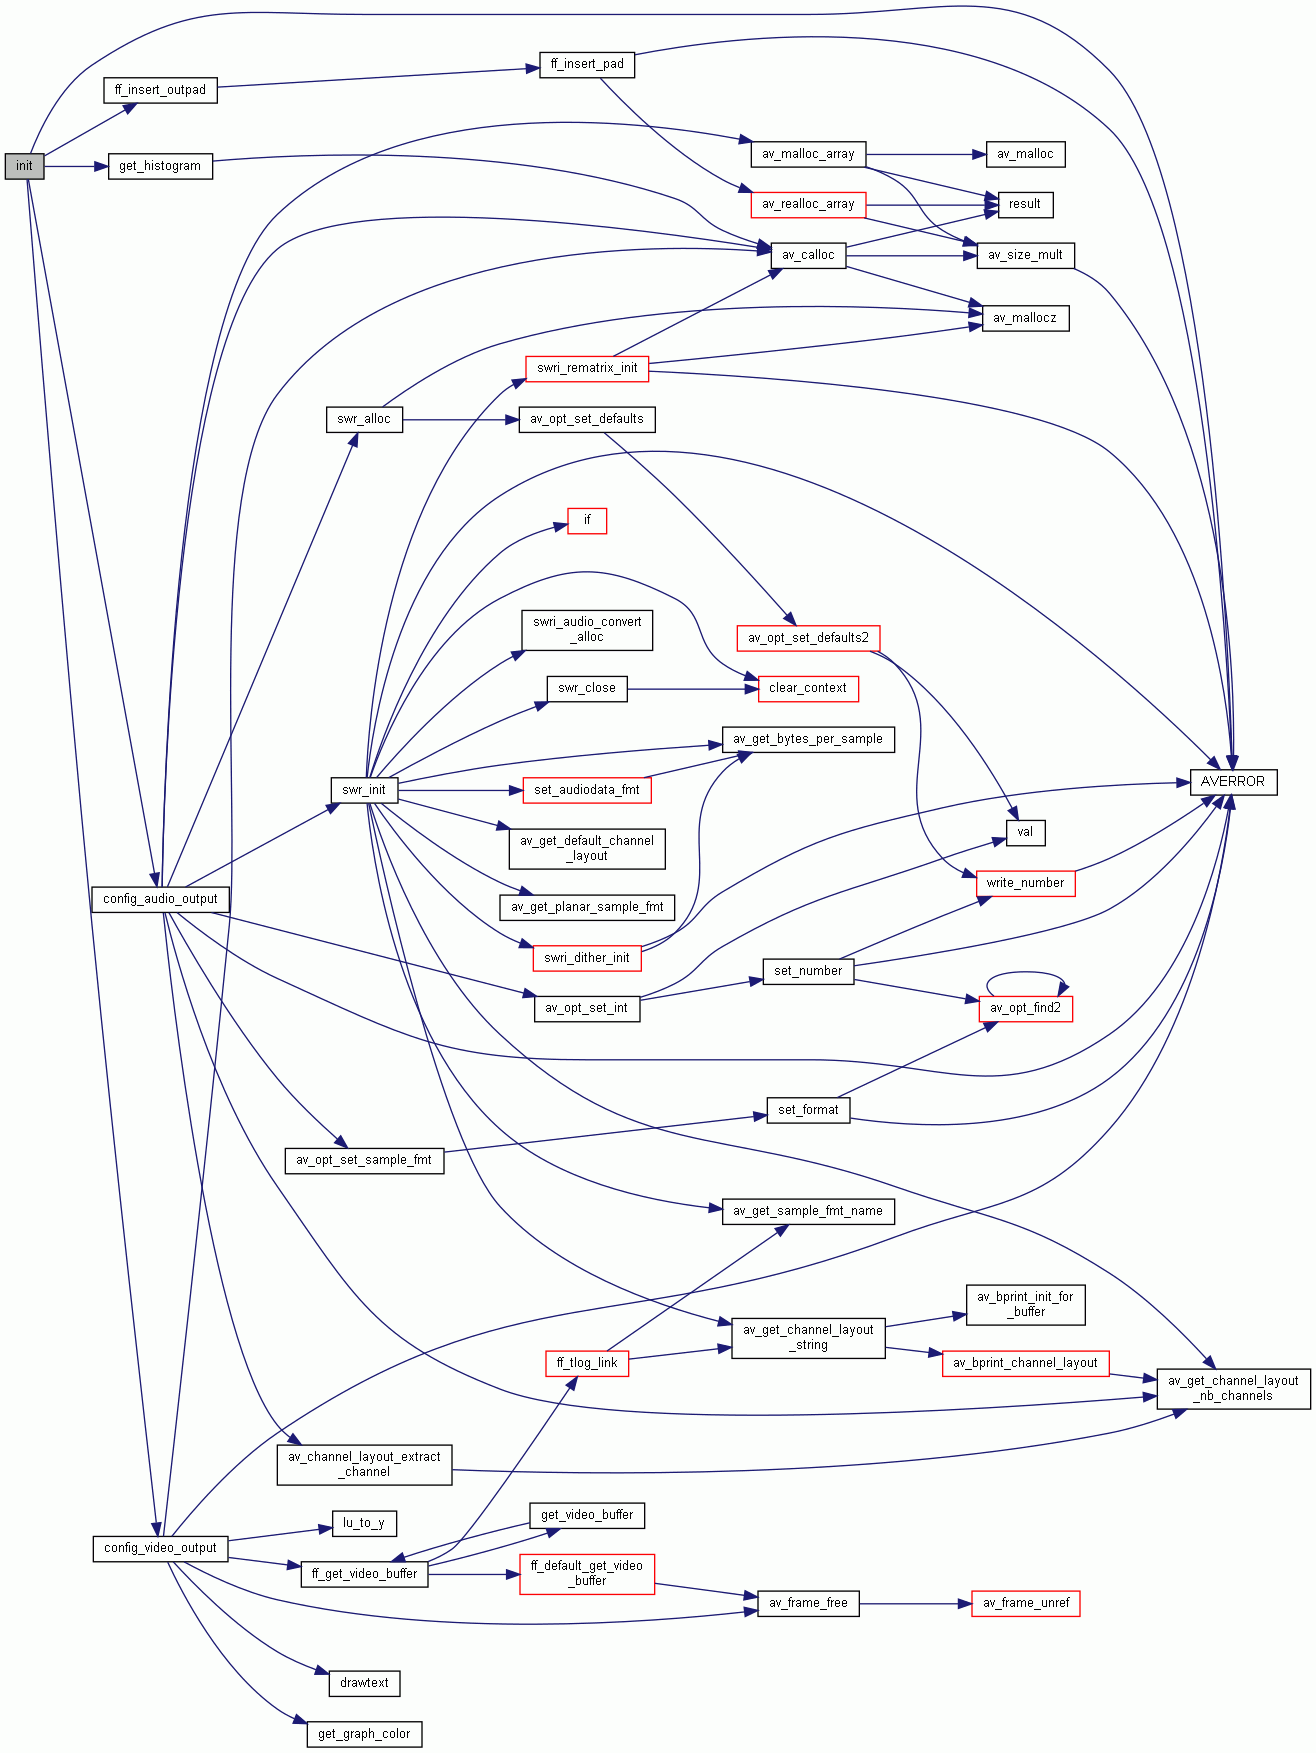 init
ff_insert_outpad
get_histogram
ff_insert_pad
av_malloc_array
av_malloc
av_realloc_array
result
av_calloc
av_size_mult
av_mallocz
swri_rematrix_init
swr_alloc
av_opt_set_defaults
if
swri_audio_convert
_alloc
av_opt_set_defaults2
swr_close
clear_context
av_get_bytes_per_sample
swr_init
set_audiodata_fmt
AVERROR
av_get_default_channel
_layout
val
write_number
config_audio_output
av_get_planar_sample_fmt
swri_dither_init
set_number
av_opt_set_int
av_opt_find2
set_format
av_opt_set_sample_fmt
av_get_sample_fmt_name
av_bprint_init_for
_buffer
av_get_channel_layout
_string
ff_tlog_link
av_bprint_channel_layout
av_get_channel_layout
_nb_channels
av_channel_layout_extract
_channel
get_video_buffer
lu_to_y
config_video_output
ff_get_video_buffer
ff_default_get_video
_buffer
av_frame_free
av_frame_unref
drawtext
get_graph_color